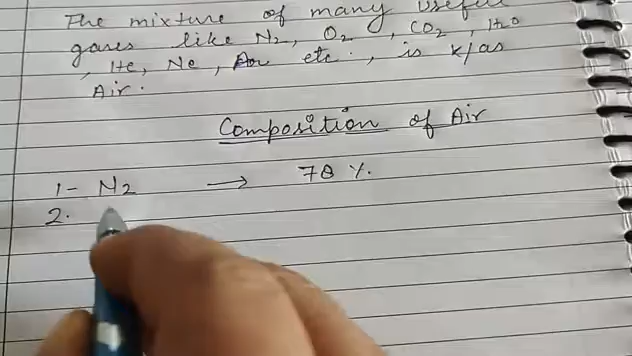 The mixture of many useful
gases like N2, O2, CO2, H2O
, He, Ne, Ar etc., is k/as
Air.
Composition of Air
1- N2 → 78 %.
2.